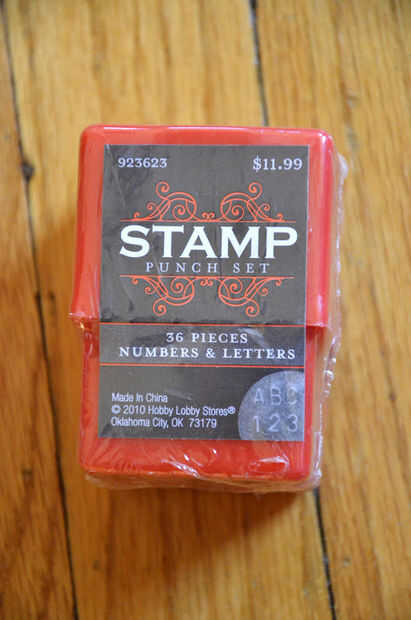 923623 $11.99
STAMP
PUNCH SET
36 PIECES
NUMBERS & LETTERS
Made in China
© 2010 Hobby Lobby Stores®
Oklahoma City, OK 73179
ABC
123